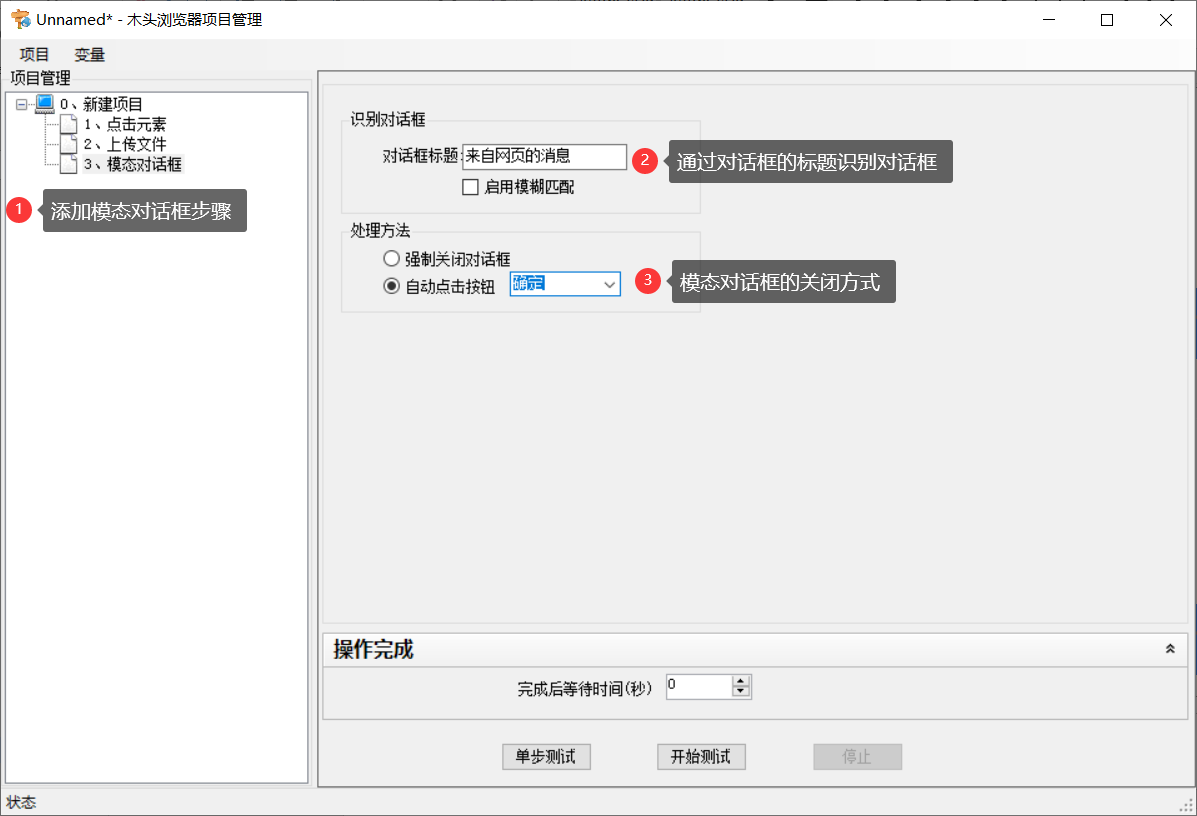 Unnamed* - 木头浏览器项目管理
项目 变量
项目管理
0、新建项目
1、点击元素
2、上传文件
3、模态对话框
1 添加模态对话框步骤
识别对话框
对话框标题: 来自网页的消息
2 通过对话框的标题识别对话框
启用模糊匹配
处理方法
强制关闭对话框
自动点击按钮 确定
3 模态对话框的关闭方式
操作完成
完成后等待时间(秒) 0
单步测试 开始测试 停止
状态